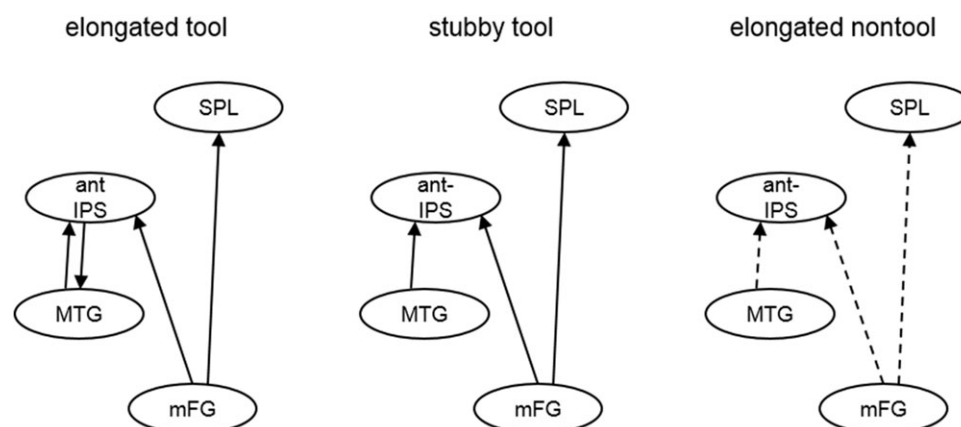 elongated tool
stubby tool
elongated nontool
SPL
SPL
SPL
ant
IPS
ant-
IPS
ant-
IPS
MTG
MTG
MTG
mFG
mFG
mFG